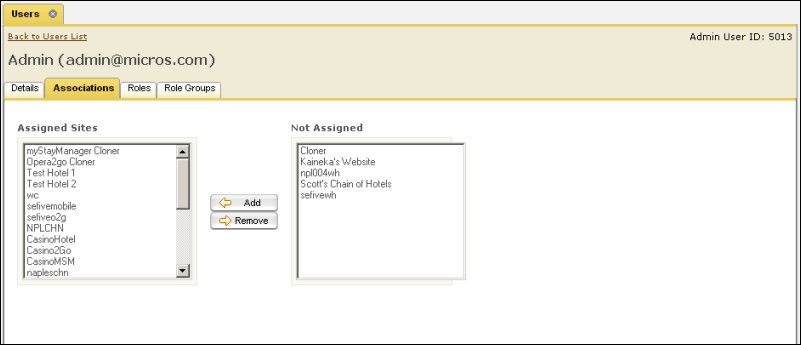 Users
Back to Users List
Admin User ID: 5013
Admin (admin@micros.com)
Details
Associations
Roles
Role Groups
Assigned Sites
myStayManager Cloner
Opera2go Cloner
Test Hotel 1
Test Hotel 2
wc
sefivemobile
sefiveo2g
NPLCHN
CasinoHotel
Casino2Go
CasinoMSM
napleschn
Add
Remove
Not Assigned
Cloner
Kaineka's Website
npl004wh
Scott's Chain of Hotels
sefivewh